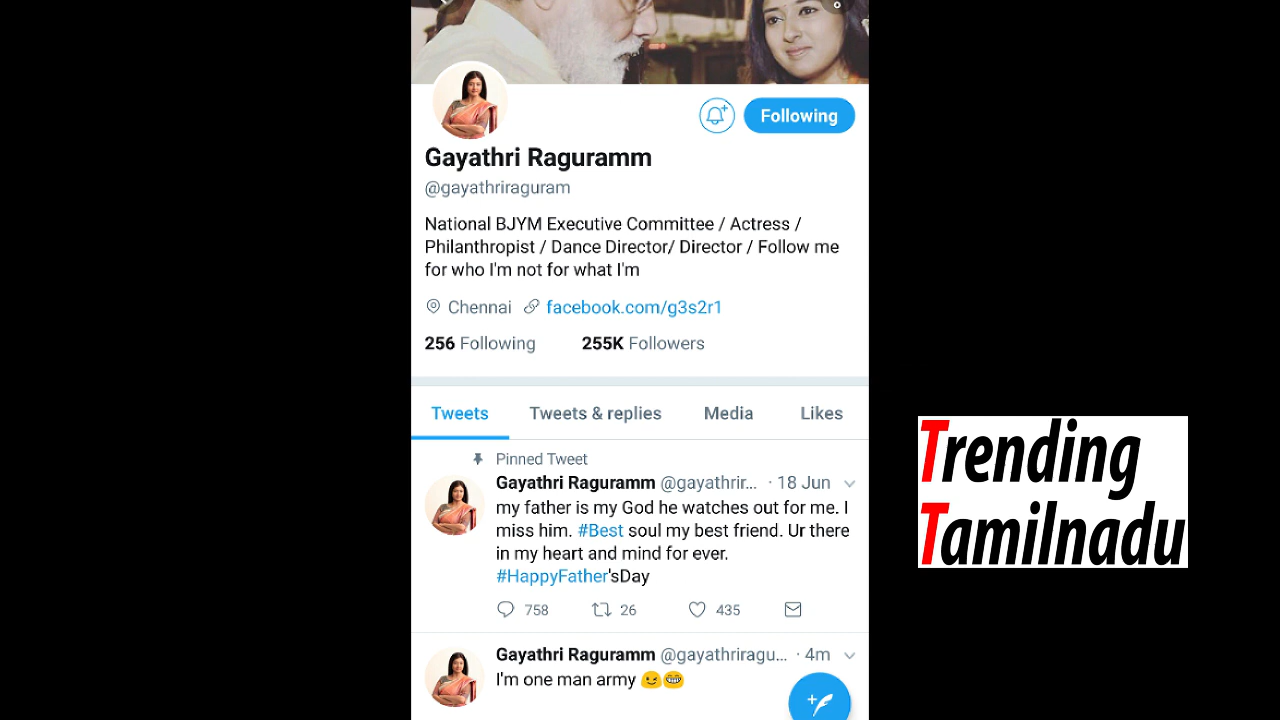 Following
Gayathri Raguramm
@gayathriraguram
National BJYM Executive Committee / Actress /
Philanthropist / Dance Director/ Director / Follow me
for who I'm not for what I'm
Chennai facebook.com/g3s2r1
256 Following 255K Followers
Tweets Tweets & replies Media Likes
Pinned Tweet
Gayathri Raguramm @gayathrir... · 18 Jun
my father is my God he watches out for me. I
miss him. #Best soul my best friend. Ur there
in my heart and mind for ever.
#HappyFather'sDay
758 26 435
Gayathri Raguramm @gayathriragu... · 4m
I'm one man army 😉😁
Trending
Tamilnadu